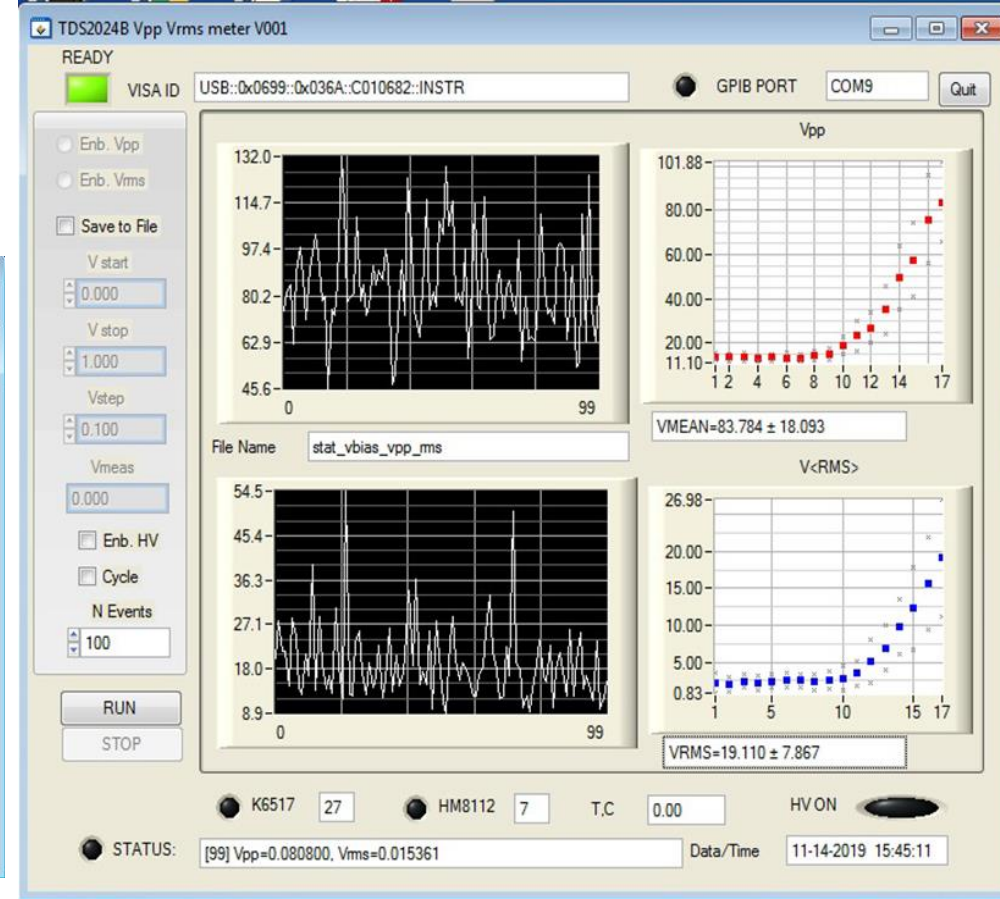 TDS2024B Vpp Vrms meter V001
READY
VISA ID USB::0x0699::0x036A::C010682::INSTR GPIB PORT COM9 Quit
Enb. Vpp
Enb. Vrms
Save to File
V start
0.000
V stop
1.000
Vstep
0.100
Vmeas
0.000
Enb. HV
Cycle
N Events
100
RUN
STOP
132.0
114.7
97.4
80.2
62.9
45.6
0 99
Vpp
101.88
80.00
60.00
40.00
20.00
11.10
1 2 4 6 8 10 12 14 17
VMEAN=83.784 ± 18.093
File Name stat_vbias_vpp_rms
54.5
45.4
36.3
27.1
18.0
8.9
0 99
V<RMS>
26.98
20.00
15.00
10.00
5.00
0.83
1 5 10 15 17
VRMS=19.110 ± 7.867
K6517 27 HM8112 7 T,C 0.00 HV ON
STATUS: [99] Vpp=0.080800, Vrms=0.015361 Data/Time 11-14-2019 15:45:11